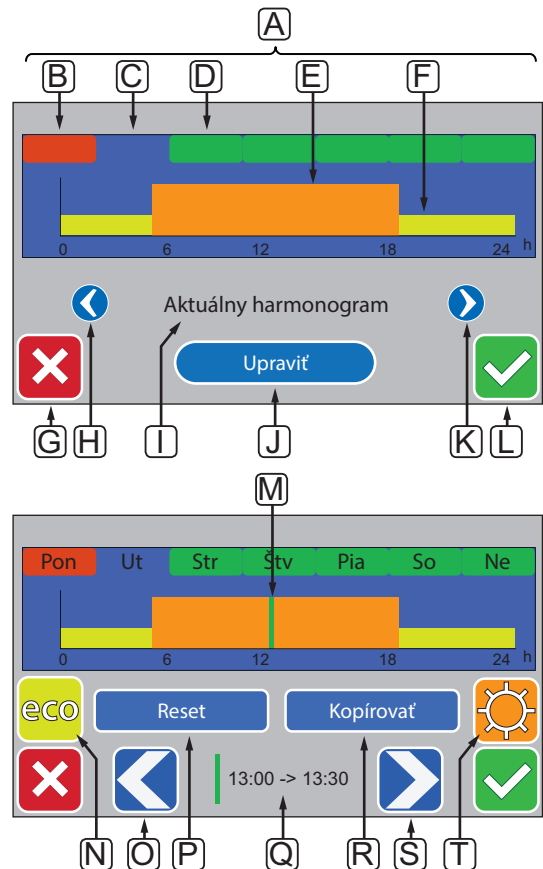 A
B C D E F
0 6 12 18 24 h
Aktuálny harmonogram
Upraviť
G H I J K L
M
Pon Ut Str Štv Pia So Ne
0 6 12 18 24 h
eco Reset Kopírovať
13:00 -> 13:30
N O P Q R S T